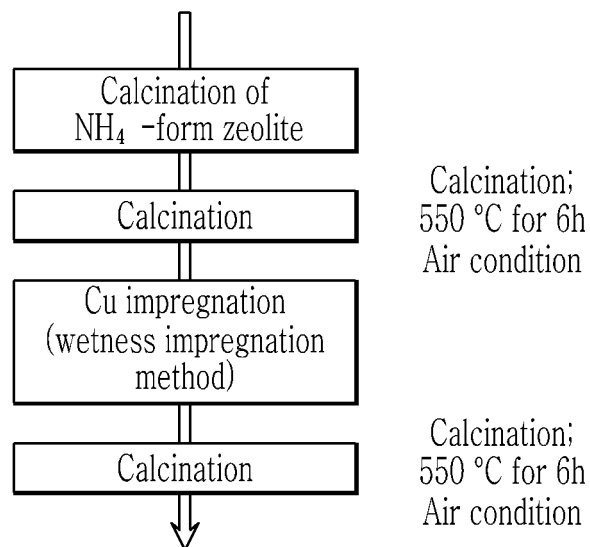 Calcination of
NH₄ -form zeolite
Calcination
Calcination;
550 °C for 6h
Air condition
Cu impregnation
(wetness impregnation
method)
Calcination
Calcination;
550 °C for 6h
Air condition